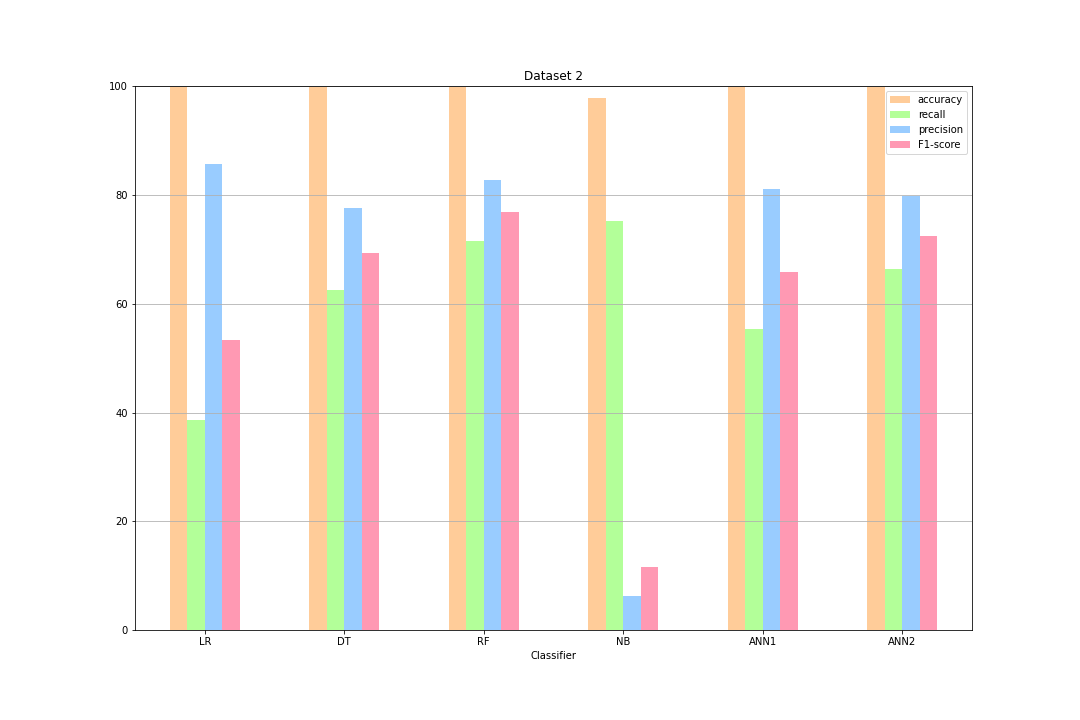 Dataset 2
100
80
60
40
20
0
accuracy
recall
precision
F1-score
LR DT RF NB ANN1 ANN2
Classifier